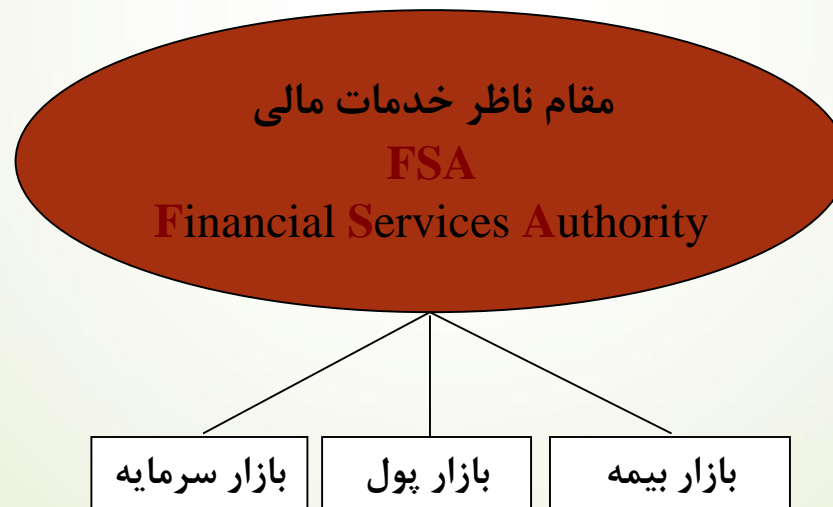 مقام ناظر خدمات مالی
FSA
Financial Services Authority
بازار بیمه
بازار پول
بازار سرمایه